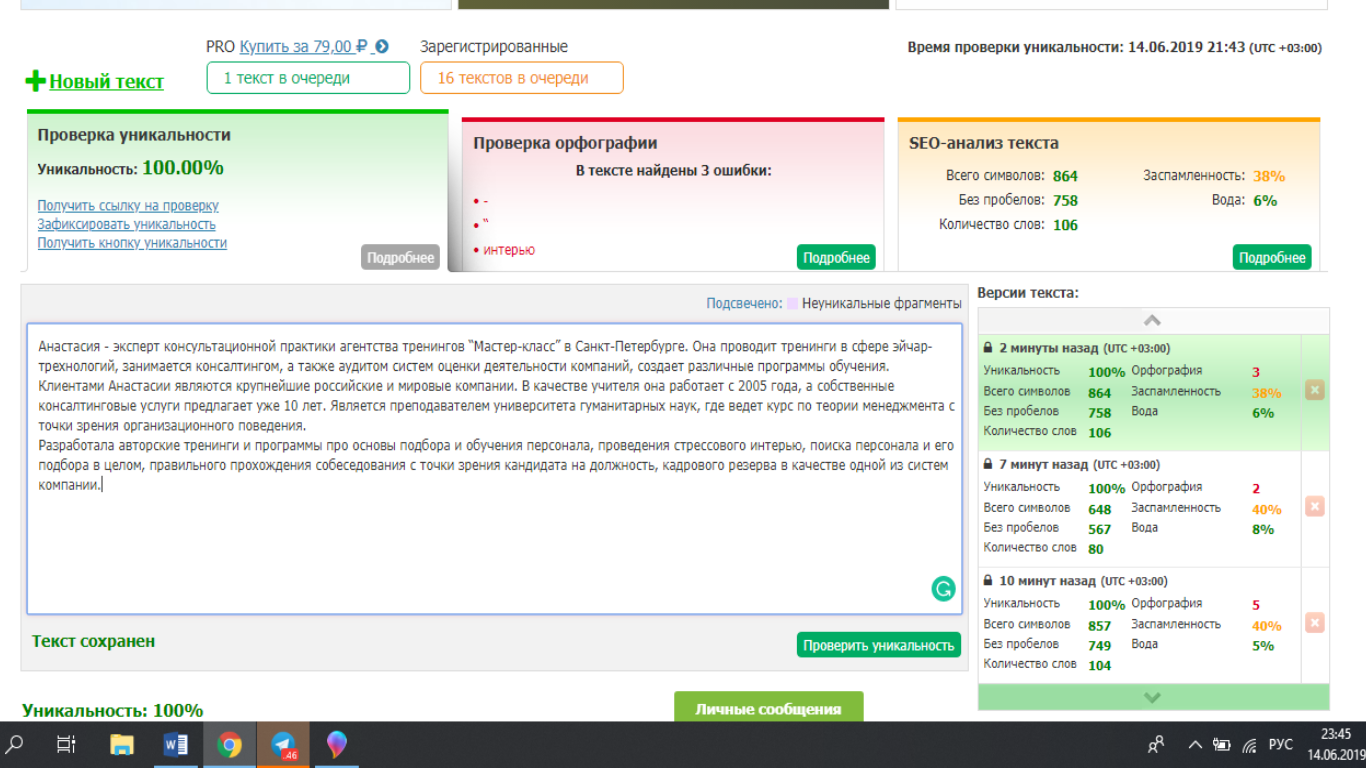 PRO Купить за 79,00 ₽
Зарегистрированные
Время проверки уникальности: 14.06.2019 21:43 (UTC +03:00)
Новый текст
1 текст в очереди
16 текстов в очереди
Проверка уникальности
Уникальность: 100.00%
Получить ссылку на проверку
Зафиксировать уникальность
Получить кнопку уникальности
Подробнее
Проверка орфографии
В тексте найдены 3 ошибки:
• -
• “
• интерью
Подробнее
SEO-анализ текста
Всего символов: 864 Заспамленность: 38%
Без пробелов: 758 Вода: 6%
Количество слов: 106
Подробнее
Подсвечено: Неуникальные фрагменты
Анастасия - эксперт консультационной практики агентства тренингов “Мастер-класс” в Санкт-Петербурге. Она проводит тренинги в сфере эйчар-
трехнологий, занимается консалтингом, а также аудитом систем оценки деятельности компаний, создает различные программы обучения.
Клиентами Анастасии являются крупнейшие российские и мировые компании. В качестве учителя она работает с 2005 года, а собственные
консалтинговые услуги предлагает уже 10 лет. Является преподавателем университета гуманитарных наук, где ведет курс по теории менеджмента с
точки зрения организационного поведения.
Разработала авторские тренинги и программы про основы подбора и обучения персонала, проведения стрессового интерью, поиска персонала и его
подбора в целом, правильного прохождения собеседования с точки зрения кандидата на должность, кадрового резерва в качестве одной из систем
компании.
Текст сохранен
Проверить уникальность
Версии текста:
2 минуты назад (UTC +03:00)
Уникальность 100% Орфография 3
Всего символов 864 Заспамленность 38%
Без пробелов 758 Вода 6%
Количество слов 106
7 минут назад (UTC +03:00)
Уникальность 100% Орфография 2
Всего символов 648 Заспамленность 40%
Без пробелов 567 Вода 8%
Количество слов 80
10 минут назад (UTC +03:00)
Уникальность 100% Орфография 5
Всего символов 857 Заспамленность 40%
Без пробелов 749 Вода 5%
Количество слов 104
Уникальность: 100%
Личные сообщения
46
РУС
23:45
14.06.2019